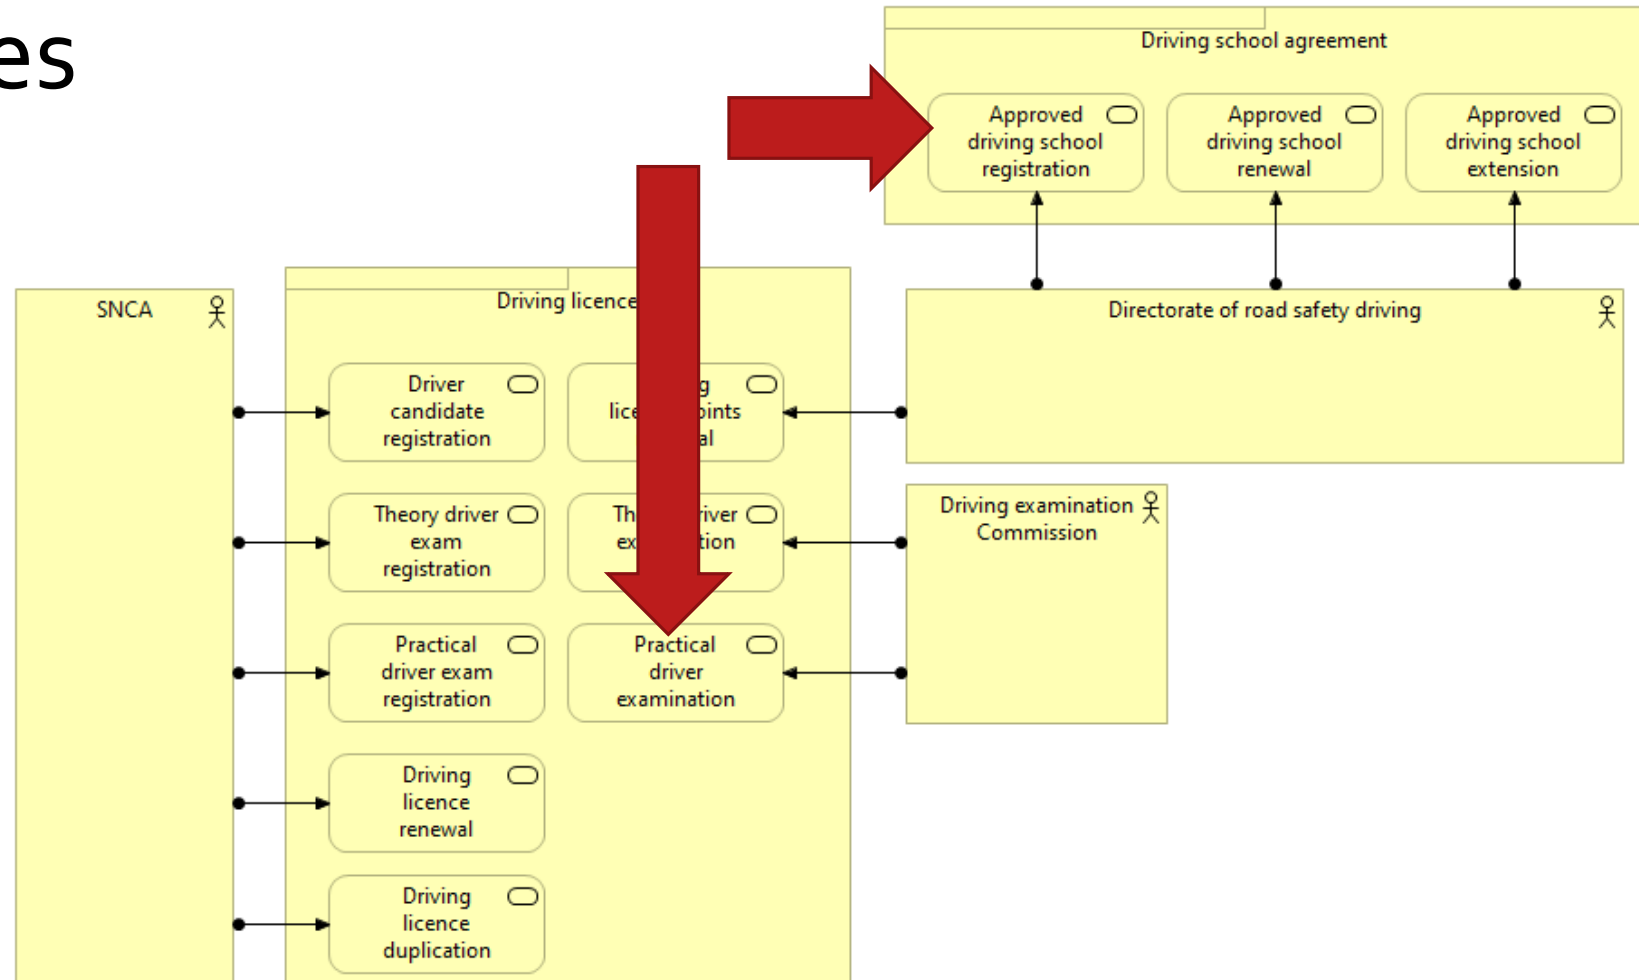 es
Driving school agreement
Approved
driving school
registration
Approved
driving school
renewal
Approved
driving school
extension
SNCA
Driving licence
Directorate of road safety driving
Driver
candidate
registration
Theory driver
exam
registration
Driving examination
Commission
Practical
driver exam
registration
Practical
driver
examination
Driving
licence
renewal
Driving
licence
duplication